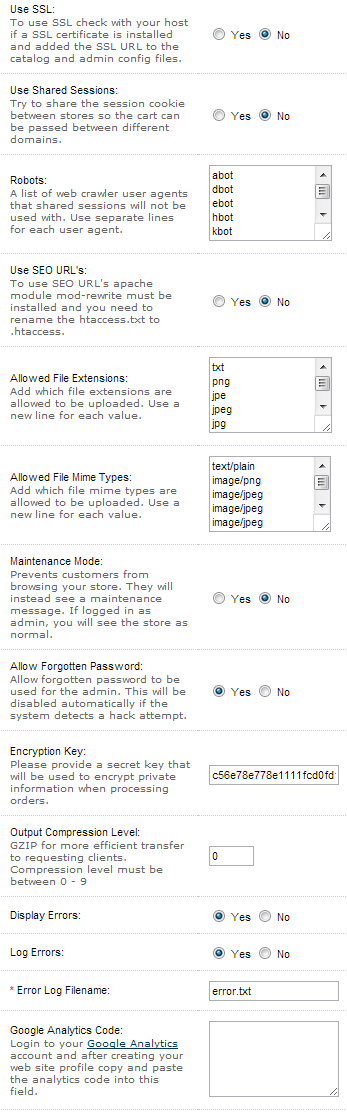 Use SSL:
To use SSL check with your host
if a SSL certificate is installed
and added the SSL URL to the
catalog and admin config files.
Yes No
Use Shared Sessions:
Try to share the session cookie
between stores so the cart can
be passed between different
domains.
Yes No
Robots:
A list of web crawler user agents
that shared sessions will not be
used with. Use separate lines
for each user agent.
abot
dbot
ebot
hbot
kbot
Use SEO URL's:
To use SEO URL's apache
module mod-rewrite must be
installed and you need to
rename the htaccess.txt to
.htaccess.
Yes No
Allowed File Extensions:
Add which file extensions are
allowed to be uploaded. Use a
new line for each value.
txt
png
jpe
jpeg
jpg
Allowed File Mime Types:
Add which file mime types are
allowed to be uploaded. Use a
new line for each value.
text/plain
image/png
image/jpeg
image/jpeg
image/jpeg
Maintenance Mode:
Prevents customers from
browsing your store. They will
instead see a maintenance
message. If logged in as
admin, you will see the store as
normal.
Yes No
Allow Forgotten Password:
Allow forgotten password to be
used for the admin. This will be
disabled automatically if the
system detects a hack attempt.
Yes No
Encryption Key:
Please provide a secret key that
will be used to encrypt private
information when processing
orders.
c56e78e778e1111fcd0fd
Output Compression Level:
GZIP for more efficient transfer
to requesting clients.
Compression level must be
between 0 - 9
0
Display Errors:
Yes No
Log Errors:
Yes No
* Error Log Filename:
error.txt
Google Analytics Code:
Login to your Google Analytics
account and after creating your
web site profile copy and paste
the analytics code into this
field.